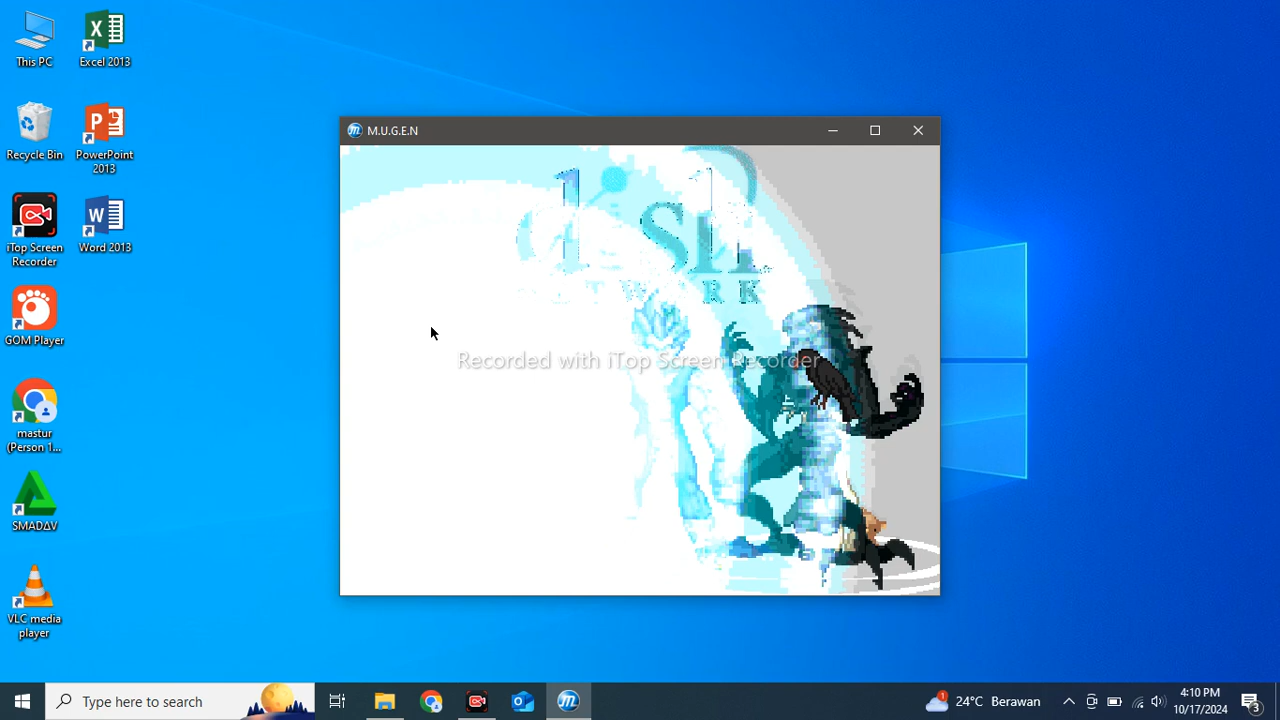 This PC
Excel 2013
Recycle Bin
PowerPoint
2013
iTop Screen
Recorder
Word 2013
GOM Player
mastur
(Person 1...
SMADΔV
VLC media
player
M.U.G.E.N
Recorded with iTop Screen Recorder
Type here to search
24°C Berawan
4:10 PM
10/17/2024